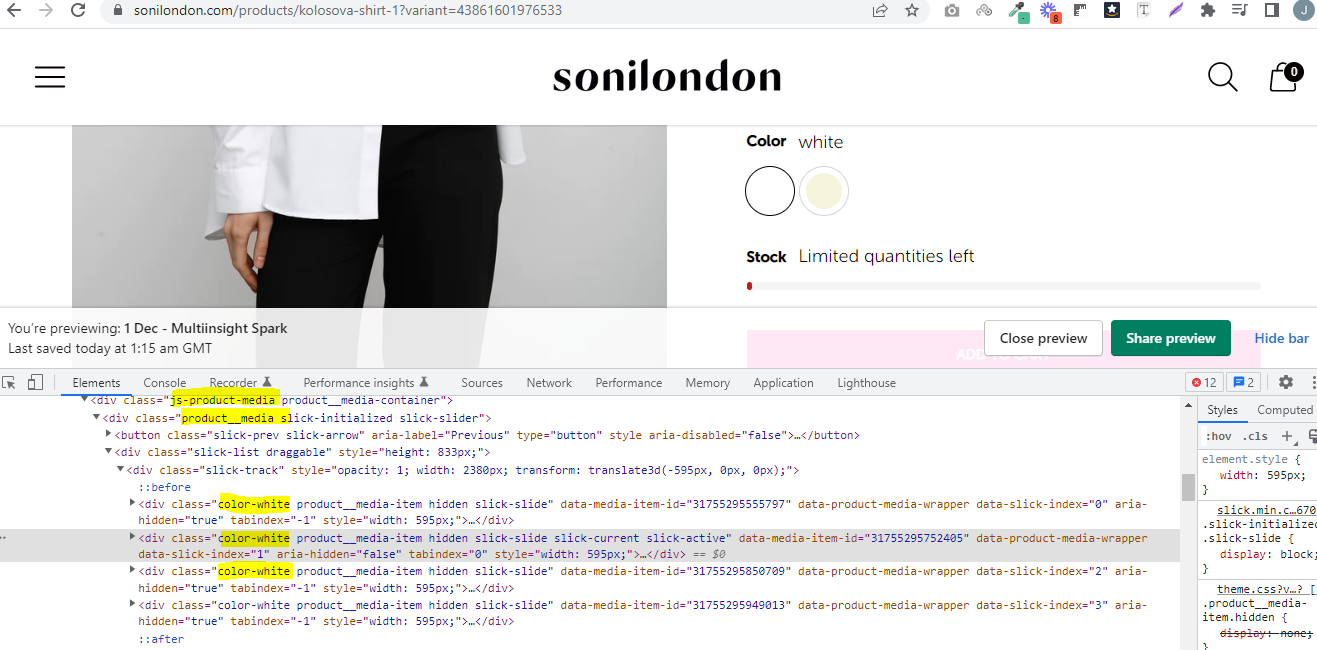 sonilondon.com/products/kolosova-shirt-1?variant=43861601976533
8
T
J
sonilondon
0
Color white
Stock Limited quantities left
You're previewing: 1 Dec - Multiinsight Spark
Last saved today at 1:15 am GMT
Close preview
Share preview
Hide bar
ADD TO CART
Elements Console Recorder Performance insights Sources Network Performance Memory Application Lighthouse 12 2
<div class="js-product-media product__media-container">
<div class="product__media slick-initialized slick-slider">
<button class="slick-prev slick-arrow" aria-label="Previous" type="button" style aria-disabled="false">…</button>
<div class="slick-list draggable" style="height: 833px;">
<div class="slick-track" style="opacity: 1; width: 2380px; transform: translate3d(-595px, 0px, 0px);">
::before
<div class="color-white product__media-item hidden slick-slide" data-media-item-id="31755295555797" data-product-media-wrapper data-slick-index="0" aria-
hidden="true" tabindex="-1" style="width: 595px;">…</div>
<div class="color-white product__media-item hidden slick-slide slick-current slick-active" data-media-item-id="31755295752405" data-product-media-wrapper
data-slick-index="1" aria-hidden="false" tabindex="0" style="width: 595px;">…</div> == $0
<div class="color-white product__media-item hidden slick-slide" data-media-item-id="31755295850709" data-product-media-wrapper data-slick-index="2" aria-
hidden="true" tabindex="-1" style="width: 595px;">…</div>
<div class="color-white product__media-item hidden slick-slide" data-media-item-id="31755295949013" data-product-media-wrapper data-slick-index="3" aria-
hidden="true" tabindex="-1" style="width: 595px;">…</div>
::after
Styles Computed
:hov .cls +
element.style {
width: 595px;
}
slick.min.c…670
.slick-initialized
.slick-slide {
display: block;
}
theme.css?v…? [
.product__media-
item.hidden {
display: none;
}